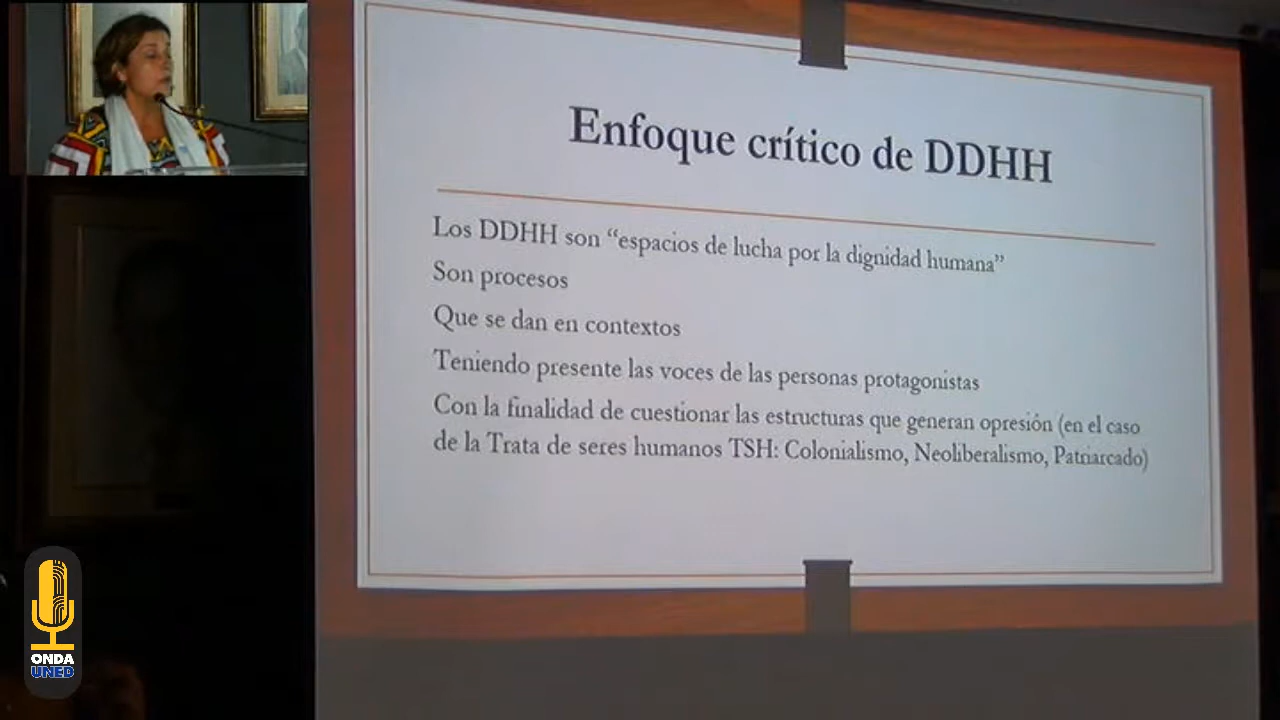 Enfoque crítico de DDHH
Los DDHH son “espacios de lucha por la dignidad humana”
Son procesos
Que se dan en contextos
Teniendo presente las voces de las personas protagonistas
Con la finalidad de cuestionar las estructuras que generan opresión (en el caso
de la Trata de seres humanos TSH: Colonialismo, Neoliberalismo, Patriarcado)
ONDA
UNED